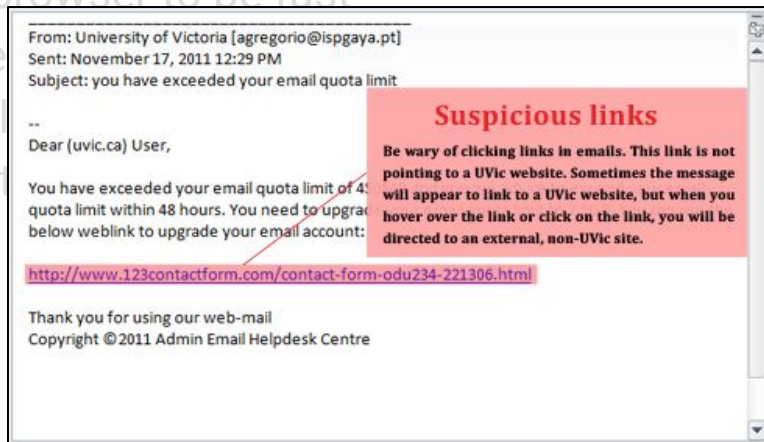 browser to be fast
From: University of Victoria [agregorio@ispgaya.pt]
Sent: November 17, 2011 12:29 PM
Subject: you have exceeded your email quota limit
--
Dear (uvic.ca) User,
You have exceeded your email quota limit of
quota limit within 48 hours. You need to
below weblink to upgrade your email account:
Suspicious links
Be wary of clicking links in emails. This link is not
pointing to a UVic website. Sometimes the message
will appear to link to a UVic website, but when you
hover over the link or click on the link, you will be
directed to an external, non-UVic site.
http://www.123contactform.com/contact-form-odu234-221306.html
Thank you for using our web-mail
Copyright ©2011 Admin Email Helpdesk Centre